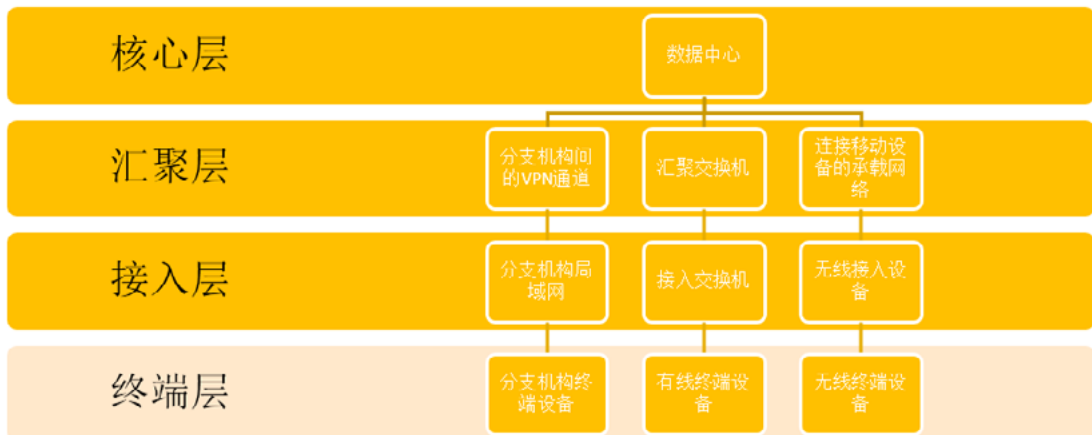 核心层
数据中心
汇聚层
分支机构间
的VPN通道
汇聚交换机
连接移动设
备的承载网
络
接入层
分支机构局
域网
接入交换机
无线接入设
备
终端层
分支机构终
端设备
有线终端设
备
无线终端设
备